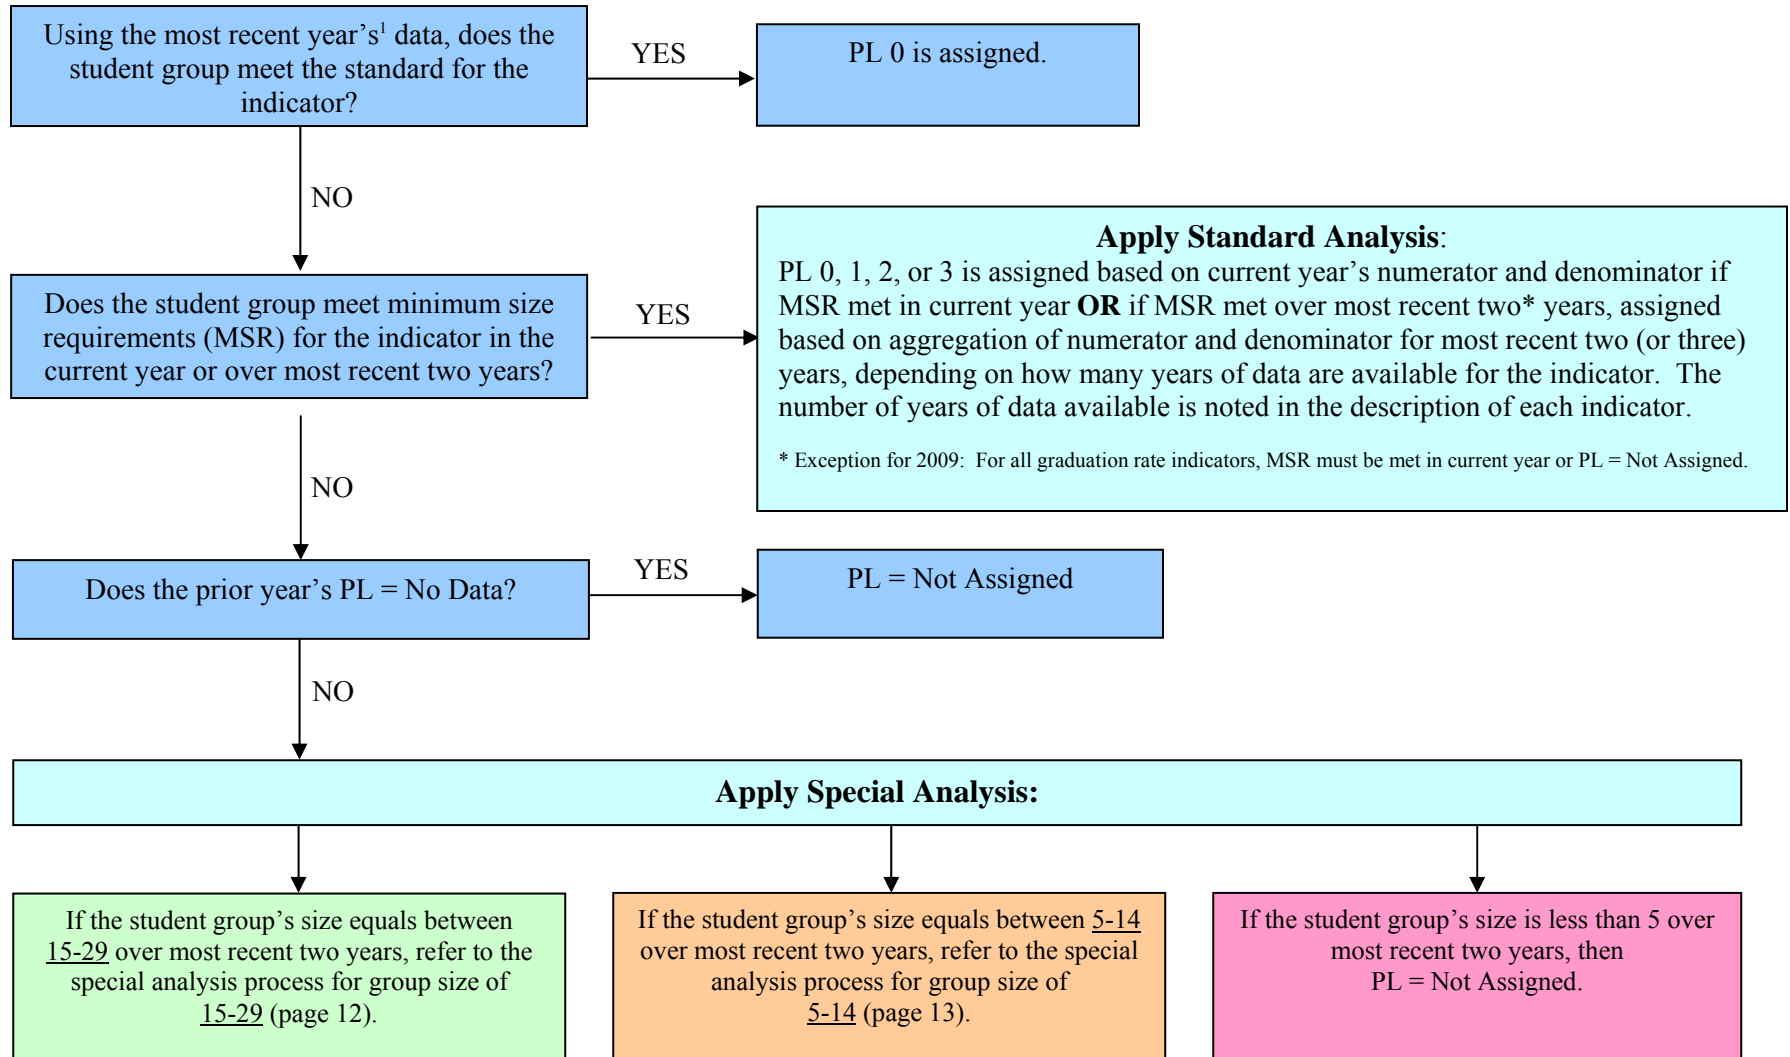 Using the most recent year’s1 data, does the
student group meet the standard for the
indicator?
YES
PL 0 is assigned.
NO
Does the student group meet minimum size
requirements (MSR) for the indicator in the
current year or over most recent two years?
YES
Apply Standard Analysis:
PL 0, 1, 2, or 3 is assigned based on current year’s numerator and denominator if
MSR met in current year OR if MSR met over most recent two* years, assigned
based on aggregation of numerator and denominator for most recent two (or three)
years, depending on how many years of data are available for the indicator. The
number of years of data available is noted in the description of each indicator.
* Exception for 2009: For all graduation rate indicators, MSR must be met in current year or PL = Not Assigned.
NO
Does the prior year’s PL = No Data?
YES
PL = Not Assigned
NO
Apply Special Analysis:
If the student group’s size equals between
15-29 over most recent two years, refer to the
special analysis process for group size of
15-29 (page 12).
If the student group’s size equals between 5-14
over most recent two years, refer to the special
analysis process for group size of
5-14 (page 13).
If the student group’s size is less than 5 over
most recent two years, then
PL = Not Assigned.